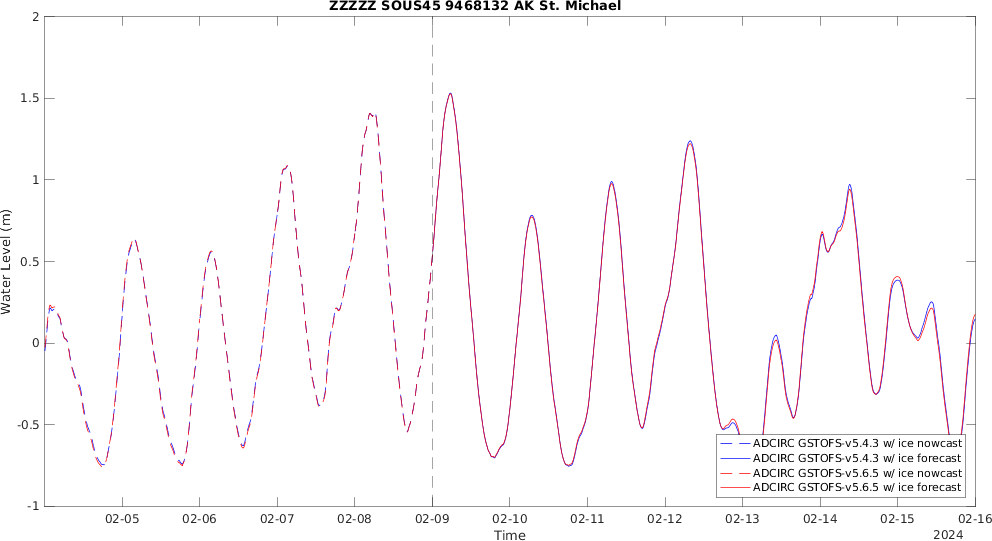 ZZZZZ SOUS45 9468132 AK St. Michael
2
1.5
1
0.5
0
-0.5
-1
Water Level (m)
ADCIRC GSTOFS-v5.4.3 w/ ice nowcast
ADCIRC GSTOFS-v5.4.3 w/ ice forecast
ADCIRC GSTOFS-v5.6.5 w/ ice nowcast
ADCIRC GSTOFS-v5.6.5 w/ ice forecast
02-05 02-06 02-07 02-08 02-09 02-10 02-11 02-12 02-13 02-14 02-15 02-16
Time
2024